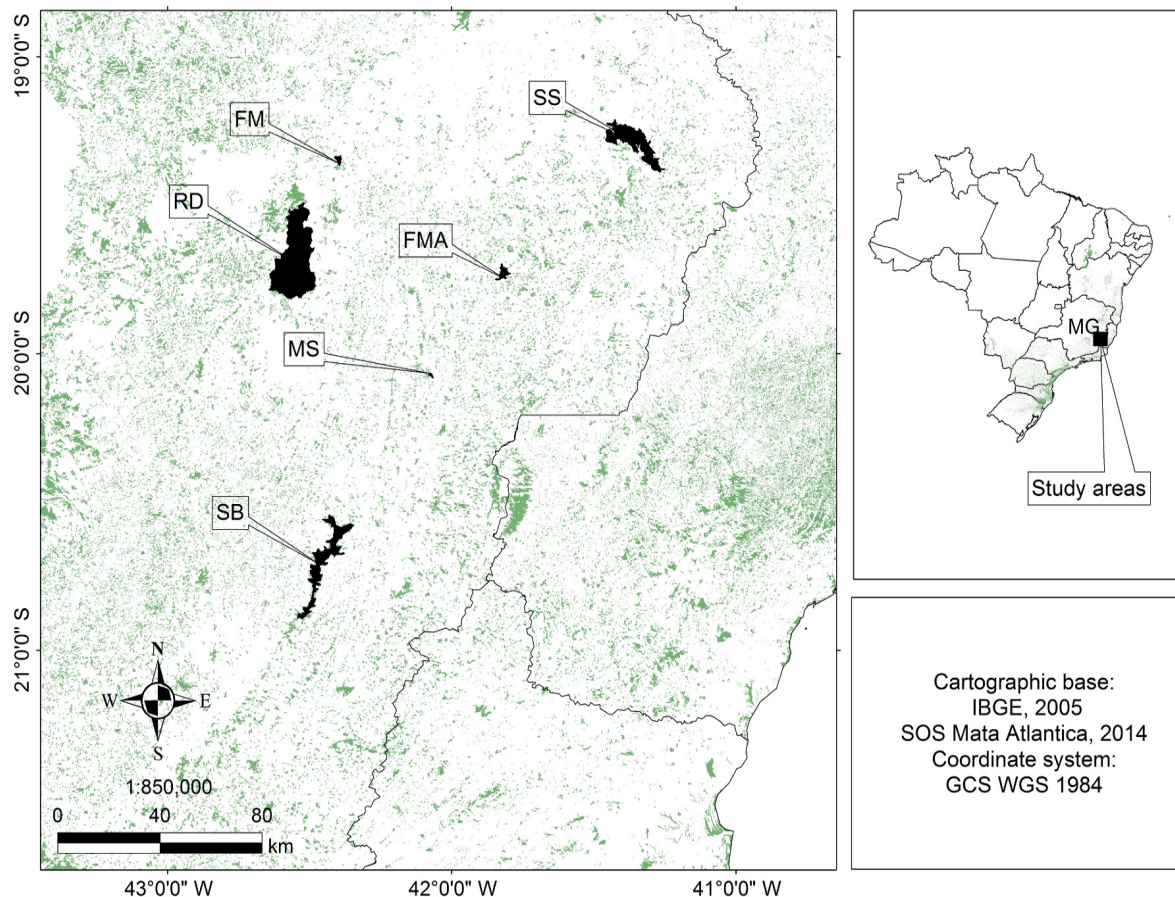 19°0'0" S
20°0'0" S
21°0'0" S
FM
SS
RD
FMA
MS
SB
N
W
E
S
1:850,000
0
40
80
km
43°0'0" W
42°0'0" W
41°0'0" W
MG
Study areas
Cartographic base:
IBGE, 2005
SOS Mata Atlantica, 2014
Coordinate system:
GCS WGS 1984